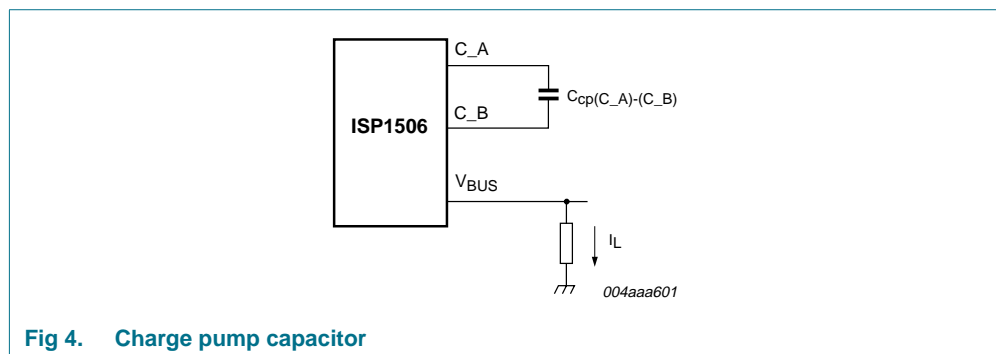 C_A
Ccp(C_A)-(C_B)
C_B
ISP1506
VBUS
IL
004aaa601
Fig 4. Charge pump capacitor